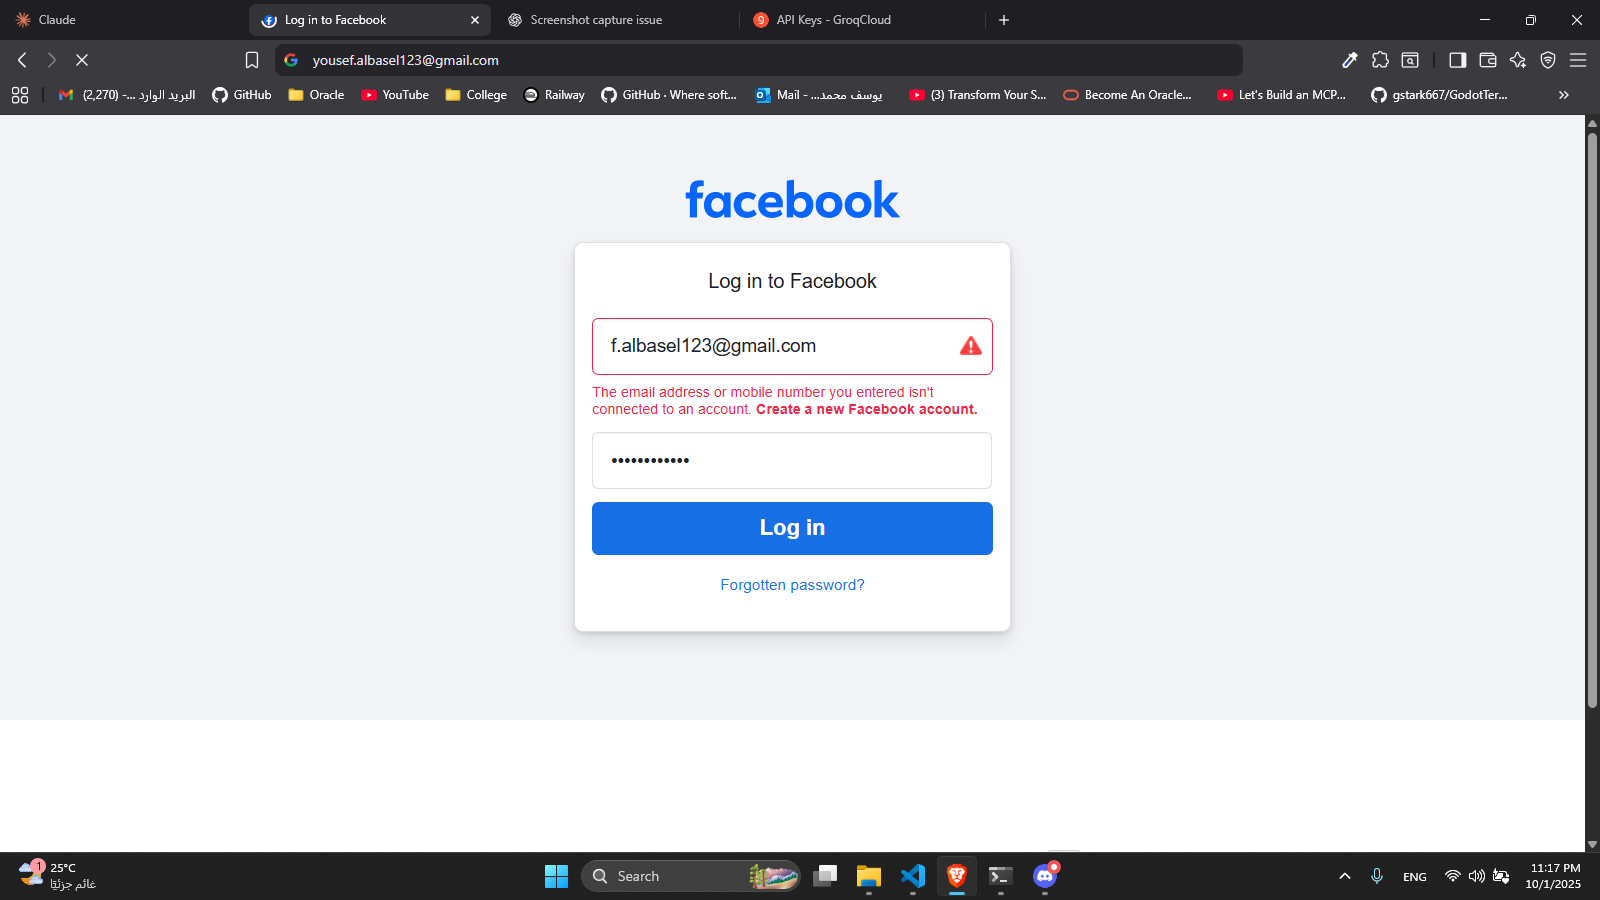 Claude
Log in to Facebook
Screenshot capture issue
API Keys - GroqCloud
yousef.albasel123@gmail.com
البريد الوارد ...- (2,270)
GitHub
Oracle
YouTube
College
Railway
GitHub · Where soft...
Mail - يوسف محمد...
(3) Transform Your S...
Become An Oracle...
Let's Build an MCP...
gstark667/GodotTer...
facebook
Log in to Facebook
f.albasel123@gmail.com
The email address or mobile number you entered isn't
connected to an account. Create a new Facebook account.
••••••••••••
Log in
Forgotten password?
1
25°C
غائم جزئيًا
Search
ENG
11:17 PM
10/1/2025